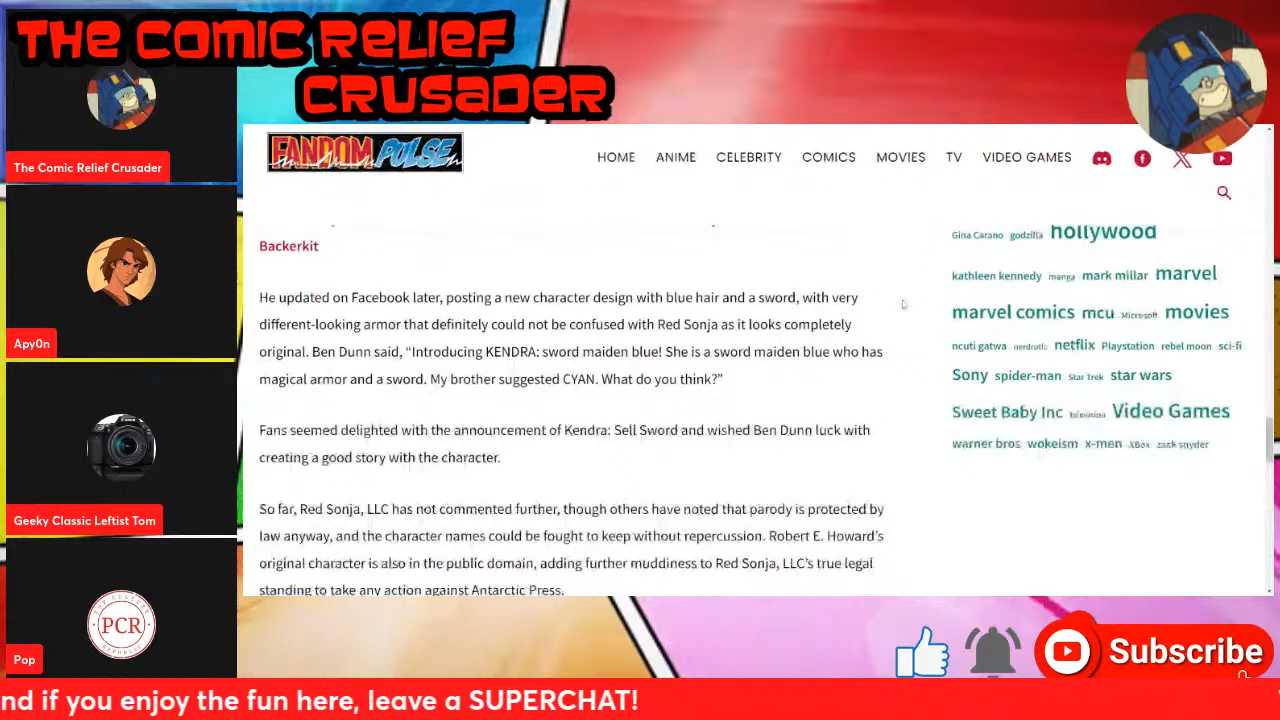 THE COMIC RELIEF
CRUSADER
The Comic Relief Crusader
Apy0n
Canon
Geeky Classic Leftist Tom
POP CULTURE
PCR
REPUBLIC
Pop
FANDOM PULSE
HOME ANIME CELEBRITY COMICS MOVIES TV VIDEO GAMES
Backerkit
He updated on Facebook later, posting a new character design with blue hair and a sword, with very
different-looking armor that definitely could not be confused with Red Sonja as it looks completely
original. Ben Dunn said, “Introducing KENDRA: sword maiden blue! She is a sword maiden blue who has
magical armor and a sword. My brother suggested CYAN. What do you think?”
Fans seemed delighted with the announcement of Kendra: Sell Sword and wished Ben Dunn luck with
creating a good story with the character.
So far, Red Sonja, LLC has not commented further, though others have noted that parody is protected by
law anyway, and the character names could be fought to keep without repercussion. Robert E. Howard’s
original character is also in the public domain, adding further muddiness to Red Sonja, LLC’s true legal
standing to take any action against Antarctic Press.
Gina Carano godzilla hollywood
kathleen kennedy manga mark millar marvel
marvel comics mcu Microsoft movies
ncuti gatwa nerdrotic netflix Playstation rebel moon sci-fi
Sony spider-man Star Trek star wars
Sweet Baby Inc television Video Games
warner bros wokeism x-men XBox zack snyder
Subscribe
nd if you enjoy the fun here, leave a SUPERCHAT!